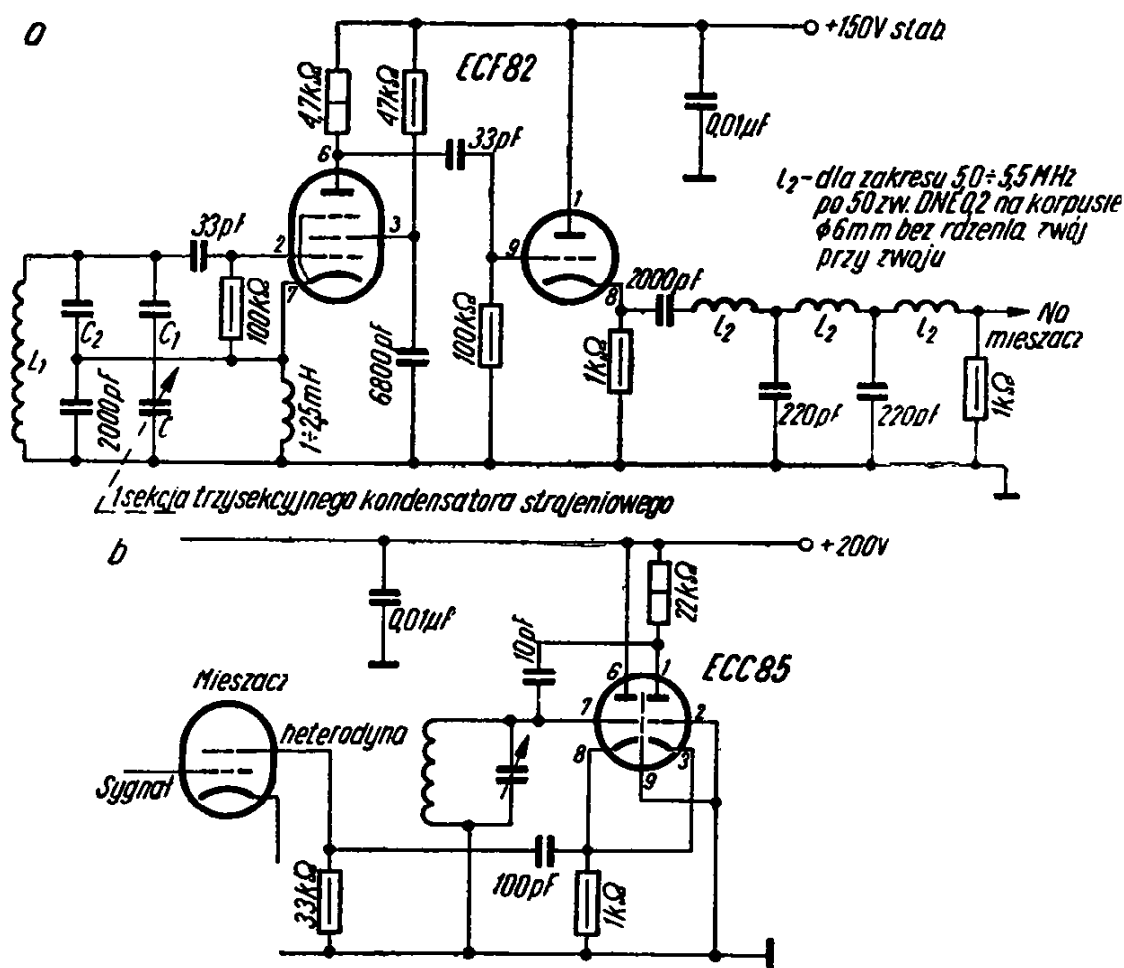 a
+150V stab
ECF82
4,7kΩ
47kΩ
33pF
0,01μF
6
1
L2 - dla zakresu 5,0÷5,5MHz
po 50 zw. DNE0,2 na korpusie
ϕ6mm bez rdzenia zwój
przy zwoju
33pF
2
3
9
7
8
2000pF
100kΩ
C2
C1
L1
L2
L2
L2
Na
mieszacz
2000pF
C
1÷2,5mH
6800pF
100kΩ
1kΩ
220pF
220pF
1kΩ
1 sekcja trzysekcyjnego kondensatora strojeniowego
b
+200V
0,01μF
22kΩ
10pF
6
1
ECC85
Mieszacz
7
2
heterodyna
8
3
9
Sygnał
100pF
33kΩ
1kΩ